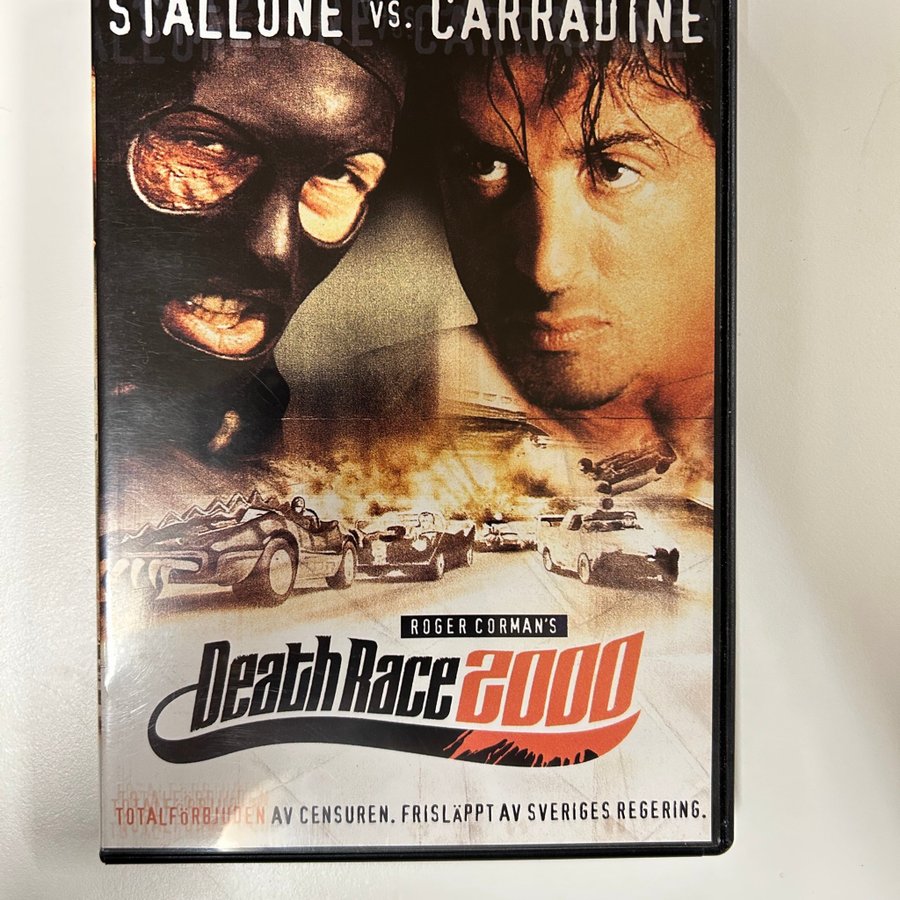 STALLONE VS. CARRADINE
ROGER CORMAN'S
Death Race 2000
TOTALFÖRBJUDEN AV CENSUREN. FRISLÄPPT AV SVERIGES REGERING.